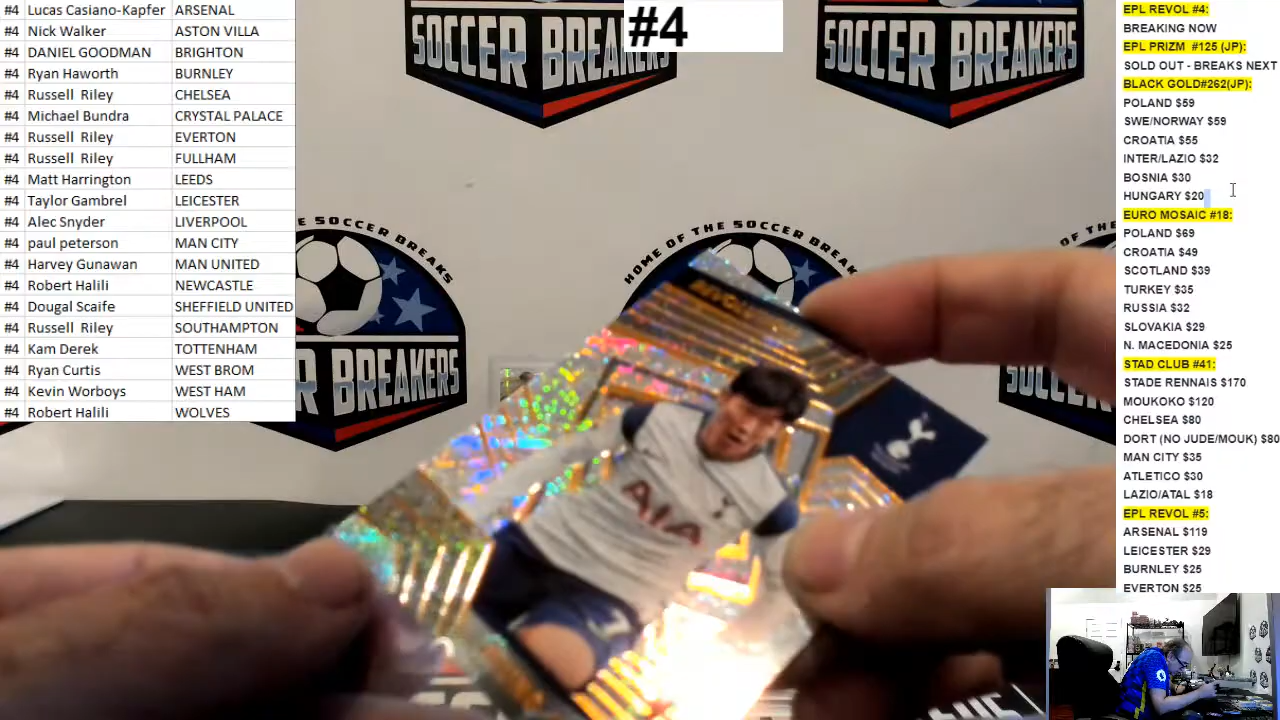 #4 Lucas Casiano-Kapfer ARSENAL
#4 Nick Walker ASTON VILLA
#4 DANIEL GOODMAN BRIGHTON
#4 Ryan Haworth BURNLEY
#4 Russell Riley CHELSEA
#4 Michael Bundra CRYSTAL PALACE
#4 Russell Riley EVERTON
#4 Russell Riley FULLHAM
#4 Matt Harrington LEEDS
#4 Taylor Gambrel LEICESTER
#4 Alec Snyder LIVERPOOL
#4 paul peterson MAN CITY
#4 Harvey Gunawan MAN UNITED
#4 Robert Halili NEWCASTLE
#4 Dougal Scaife SHEFFIELD UNITED
#4 Russell Riley SOUTHAMPTON
#4 Kam Derek TOTTENHAM
#4 Ryan Curtis WEST BROM
#4 Kevin Worboys WEST HAM
#4 Robert Halili WOLVES
#4
SOCCER BREAKERS
SOCCER BREAKERS
E SOCCER BREAKS
HOME OF THE SOCCER BREAK
OF THE
BREAKERS
AIA
EPL REVOL #4:
BREAKING NOW
EPL PRIZM #125 (JP):
SOLD OUT - BREAKS NEXT
BLACK GOLD#262(JP):
POLAND $59
SWE/NORWAY $59
CROATIA $55
INTER/LAZIO $32
BOSNIA $30
HUNGARY $20
EURO MOSAIC #18:
POLAND $69
CROATIA $49
SCOTLAND $39
TURKEY $35
RUSSIA $32
SLOVAKIA $29
N. MACEDONIA $25
STAD CLUB #41:
STADE RENNAIS $170
MOUKOKO $120
CHELSEA $80
DORT (NO JUDE/MOUK) $80
MAN CITY $35
ATLETICO $30
LAZIO/ATAL $18
EPL REVOL #5:
ARSENAL $119
LEICESTER $29
BURNLEY $25
EVERTON $25